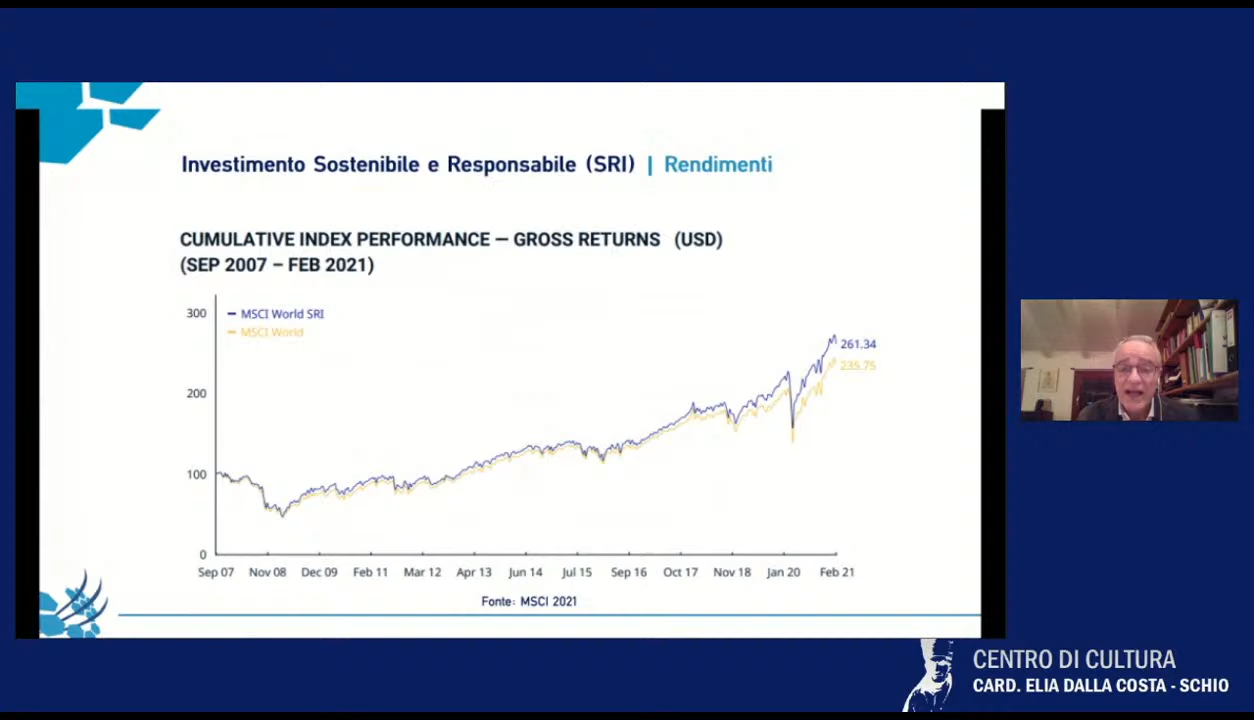 Investimento Sostenibile e Responsabile (SRI) | Rendimenti
CUMULATIVE INDEX PERFORMANCE — GROSS RETURNS (USD)
(SEP 2007 – FEB 2021)
300
MSCI World SRI
MSCI World
261.34
235.75
200
100
0
Sep 07 Nov 08 Dec 09 Feb 11 Mar 12 Apr 13 Jun 14 Jul 15 Sep 16 Oct 17 Nov 18 Jan 20 Feb 21
Fonte: MSCI 2021
CENTRO DI CULTURA
CARD. ELIA DALLA COSTA - SCHIO